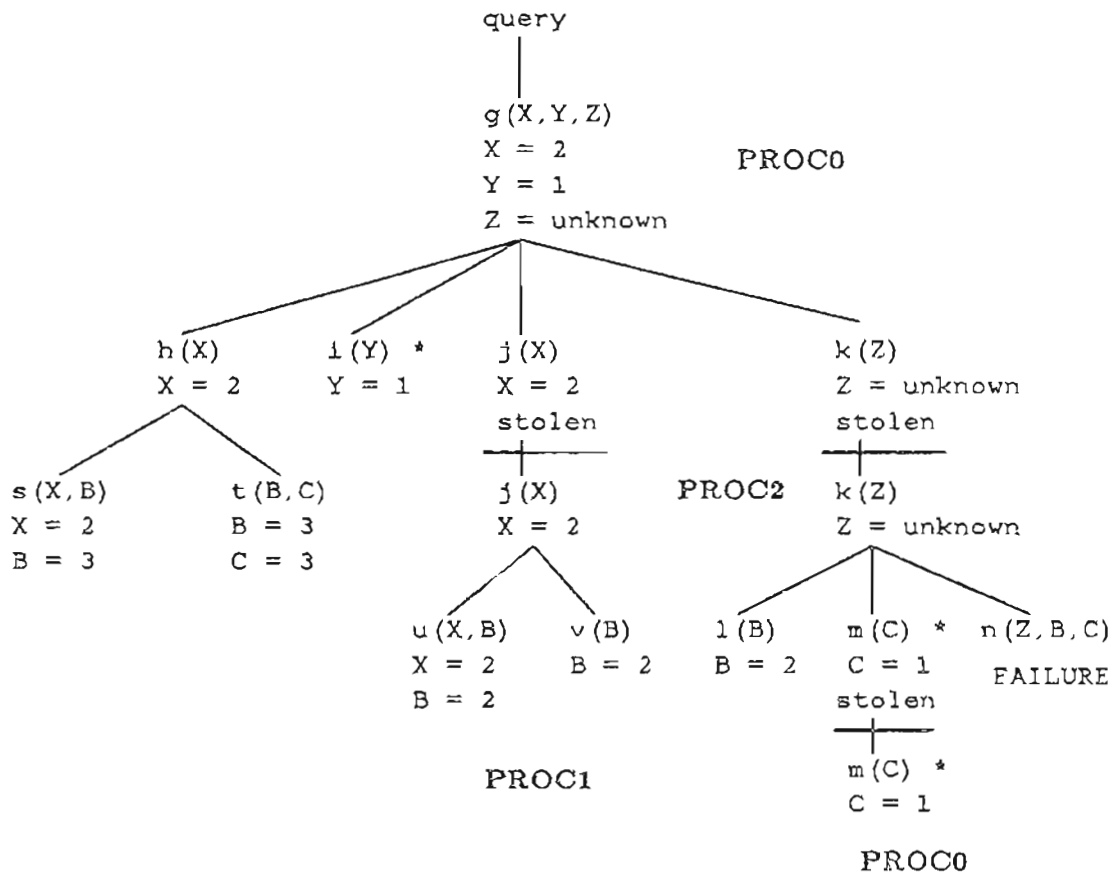 query
g(X,Y,Z)
X = 2
Y = 1
Z = unknown
PROC0
h(X)
X = 2
i(Y) *
Y = 1
j(X)
X = 2
stolen
k(Z)
Z = unknown
stolen
s(X,B)
X = 2
B = 3
t(B,C)
B = 3
C = 3
j(X)
X = 2
PROC2
k(Z)
Z = unknown
u(X,B)
X = 2
B = 2
v(B)
B = 2
l(B)
B = 2
m(C) *
C = 1
stolen
n(Z,B,C)
FAILURE
PROC1
m(C) *
C = 1
PROC0